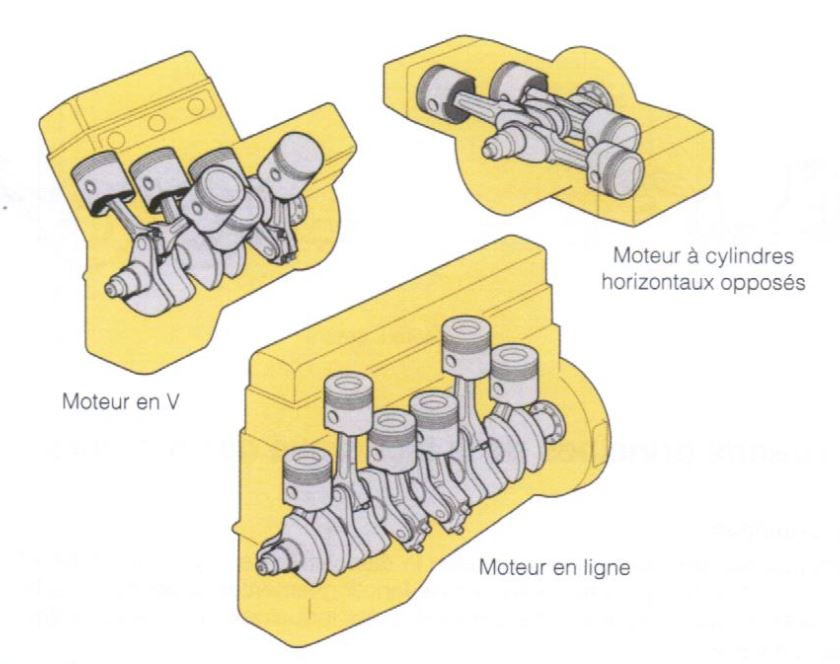 Moteur à cylindres
horizontaux opposés
Moteur en V
Moteur en ligne